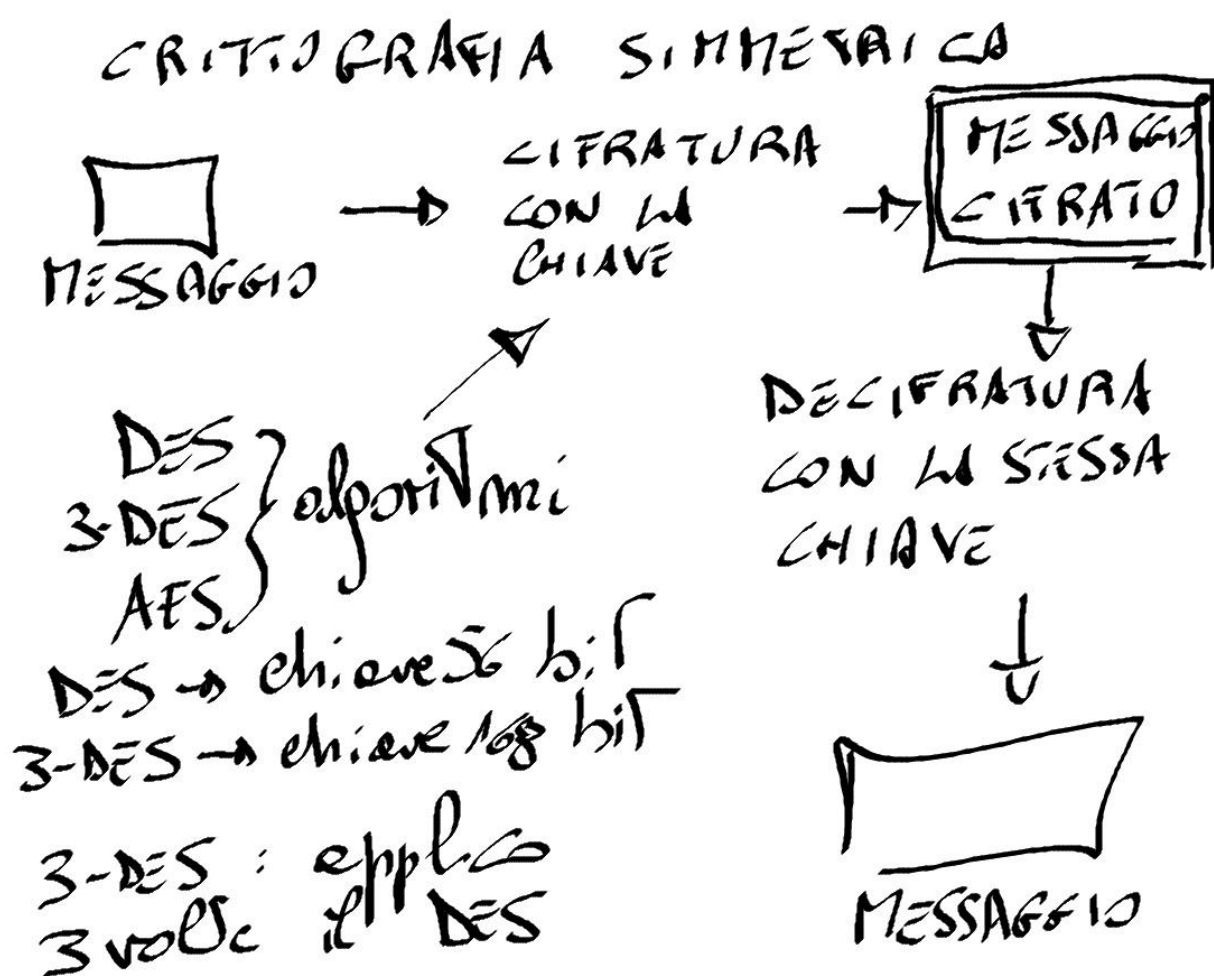 CRITTOGRAFIA SIMMETRICA
MESSAGGIO
CIFRATURA
CON LA
CHIAVE
MESSAGGIO
CIFRATO
DECIFRATURA
CON LA STESSA
CHIAVE
MESSAGGIO
DES
3-DES
AES
algoritmi
DES → chiave 56 bit
3-DES → chiave 168 bit
3-DES : applico
3 volte il DES